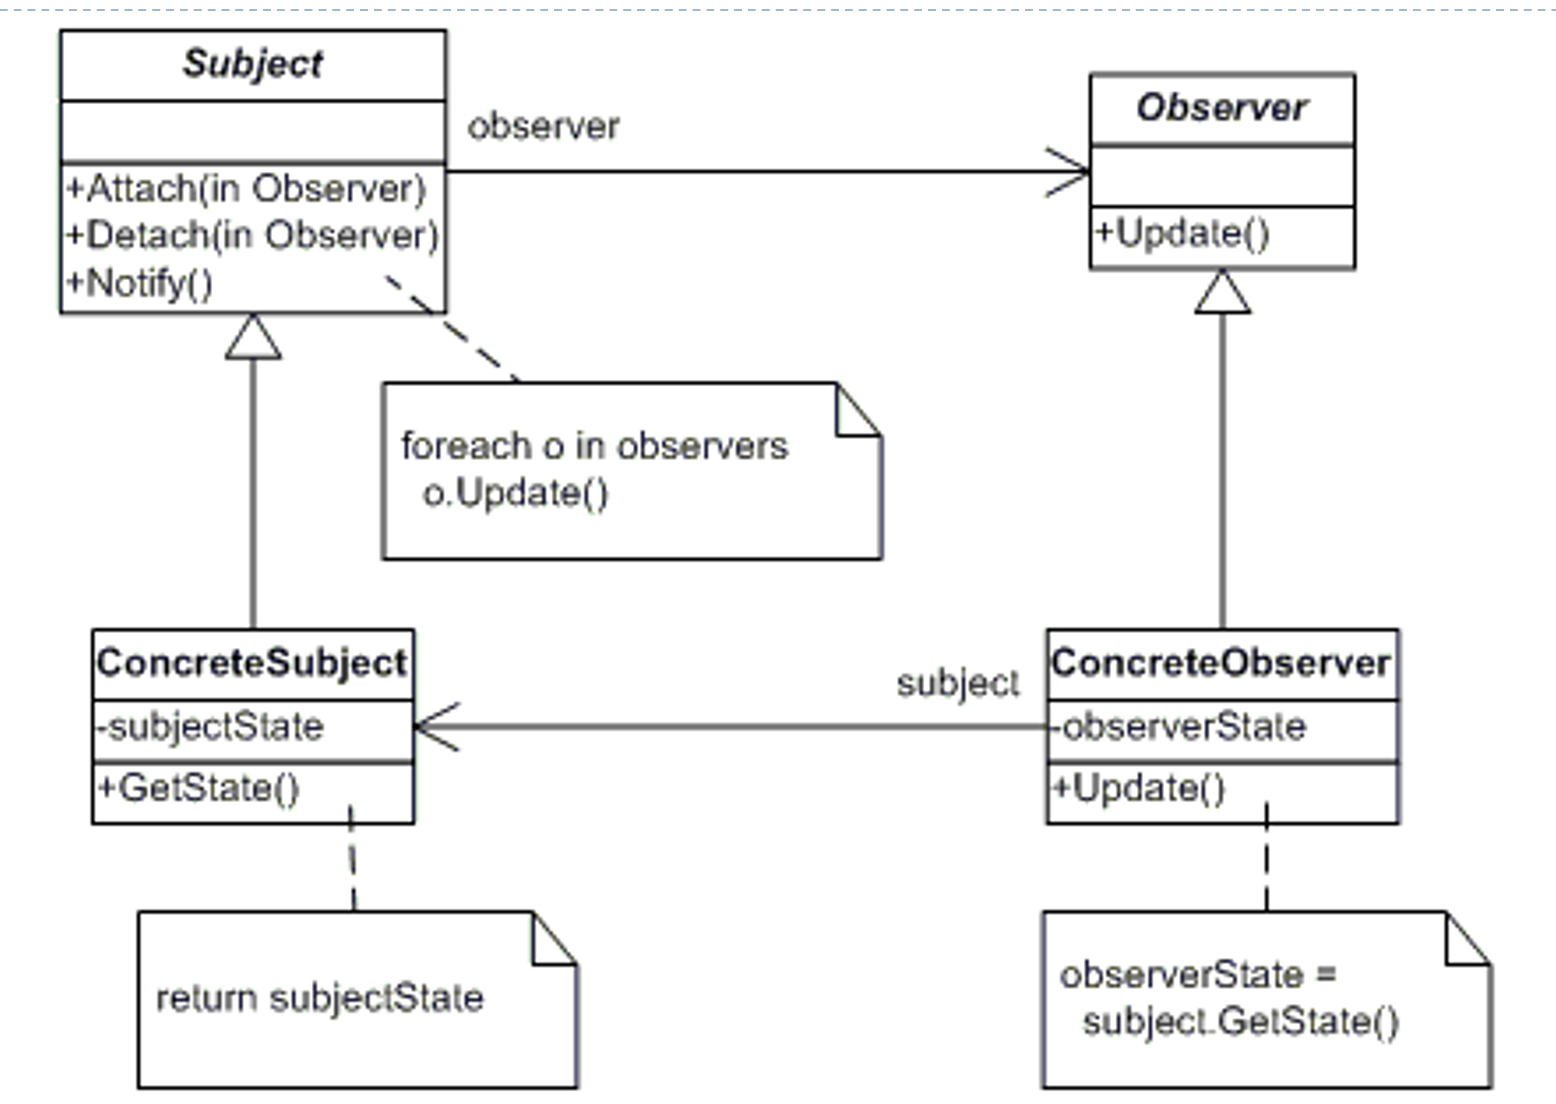 Subject
+Attach(in Observer)
+Detach(in Observer)
+Notify()
observer
Observer
+Update()
foreach o in observers
o.Update()
ConcreteSubject
-subjectState
+GetState()
subject
ConcreteObserver
-observerState
+Update()
return subjectState
observerState =
subject.GetState()